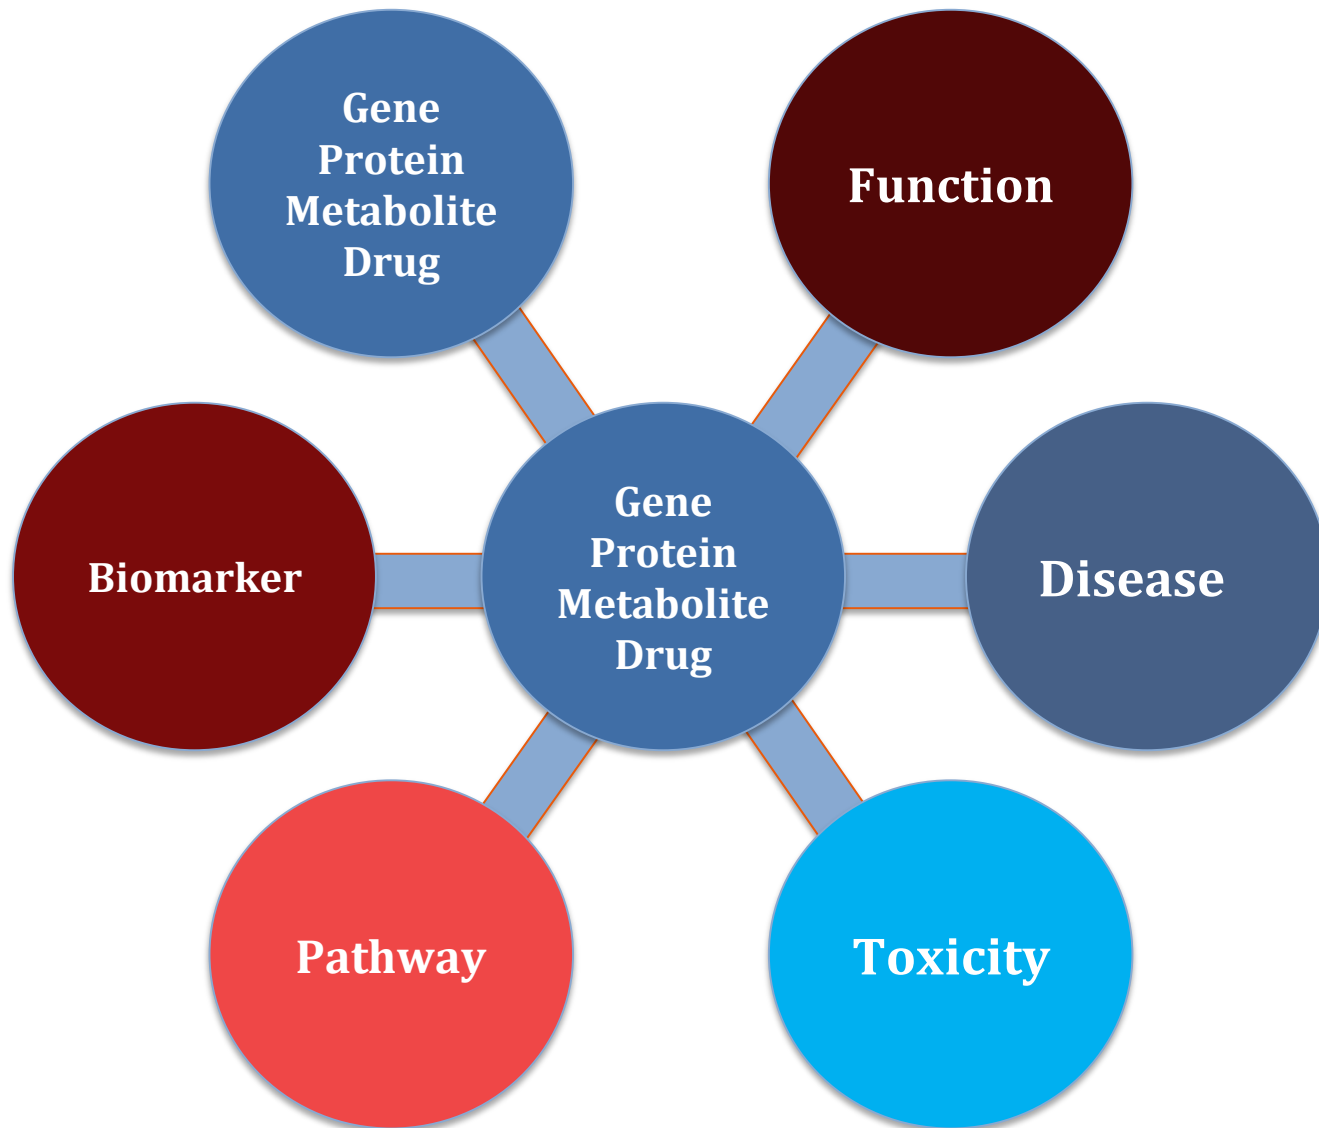 Gene
Protein
Metabolite
Drug
Function
Biomarker
Gene
Protein
Metabolite
Drug
Disease
Pathway
Toxicity